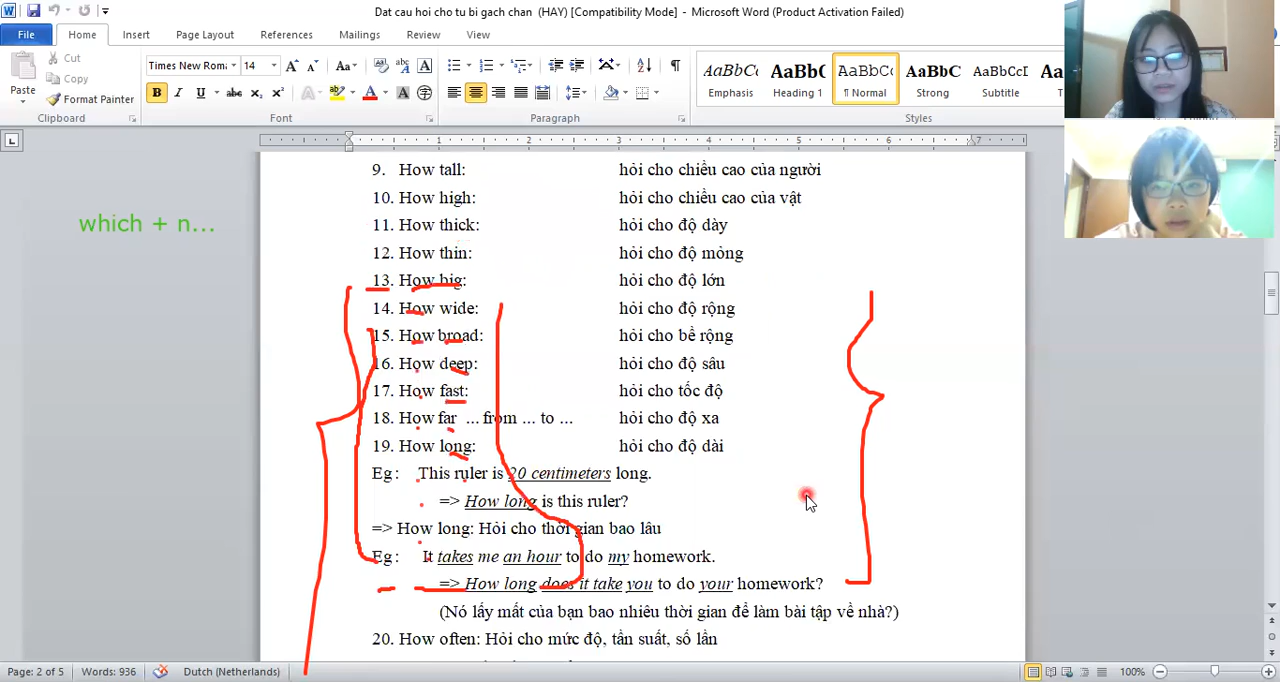 Dat cau hoi cho tu bi gach chan (HAY) [Compatibility Mode] - Microsoft Word (Product Activation Failed)
File Home Insert Page Layout References Mailings Review View
Paste
Cut
Copy
Format Painter
Clipboard
Times New Rom 14
Font
Paragraph
AaBbCc Emphasis
AaBbC Heading 1
AaBbCc ¶ Normal
AaBbC Strong
AaBbCcD Subtitle
Styles
which + n...
9. How tall: hỏi cho chiều cao của người
10. How high: hỏi cho chiều cao của vật
11. How thick: hỏi cho độ dày
12. How thin: hỏi cho độ mỏng
13. How big: hỏi cho độ lớn
14. How wide: hỏi cho độ rộng
15. How broad: hỏi cho bề rộng
16. How deep: hỏi cho độ sâu
17. How fast: hỏi cho tốc độ
18. How far ... from ... to ... hỏi cho độ xa
19. How long: hỏi cho độ dài
Eg : This ruler is 20 centimeters long.
=> How long is this ruler?
=> How long: Hỏi cho thời gian bao lâu
Eg : It takes me an hour to do my homework.
=> How long does it take you to do your homework?
(Nó lấy mất của bạn bao nhiêu thời gian để làm bài tập về nhà?)
20. How often: Hỏi cho mức độ, tần suất, số lần
Page: 2 of 5 Words: 936 Dutch (Netherlands) 100%